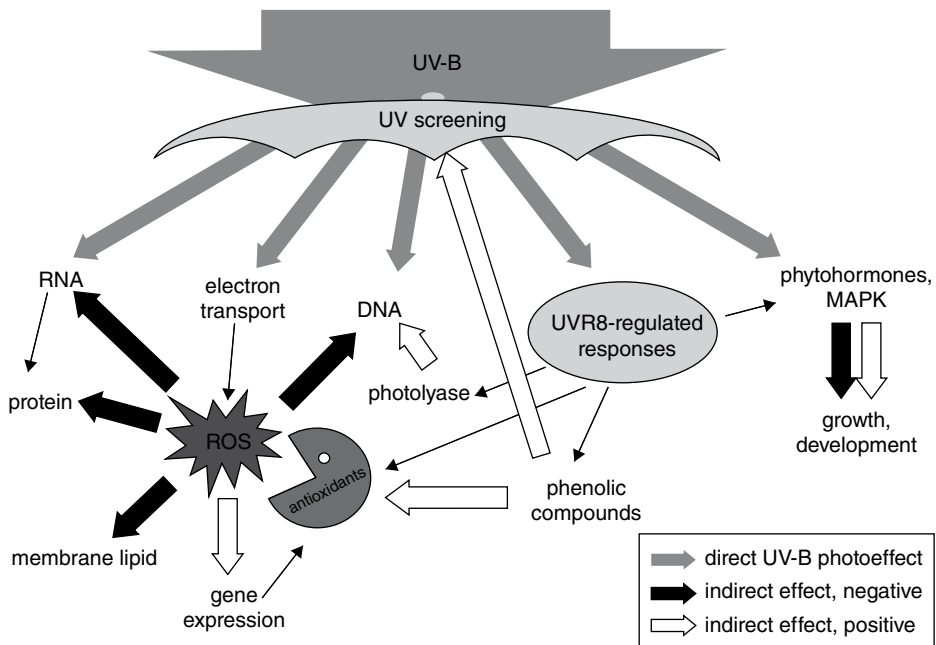 UV-B
UV screening
RNA
electron
transport
DNA
phytohormones,
MAPK
UVR8-regulated
responses
protein
photolyase
growth,
development
ROS
antioxidants
phenolic
compounds
membrane lipid
gene
expression
direct UV-B photoeffect
indirect effect, negative
indirect effect, positive